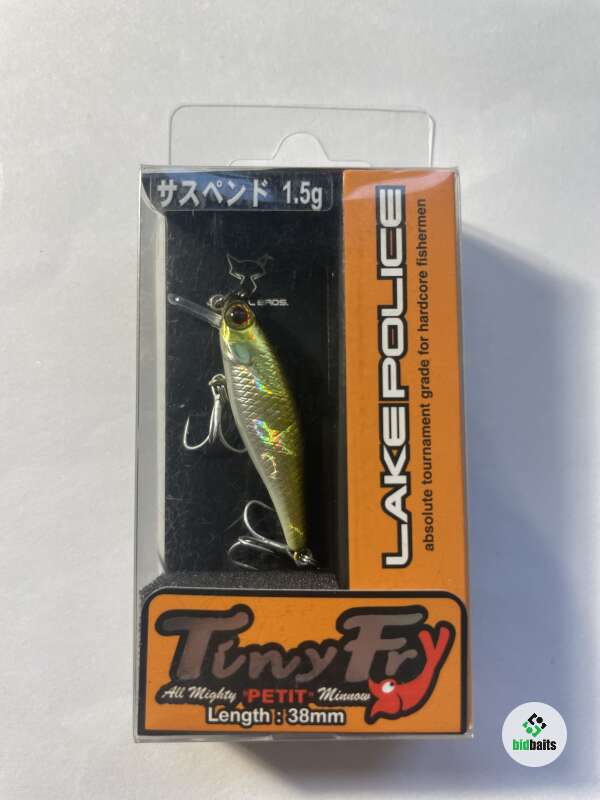 サスペンド 1.5g
BROS.
LAKE POLICE
absolute tournament grade for hardcore fishermen
Tiny Fry
All Mighty "PETIT" Minnow
Length : 38mm
bidbaits